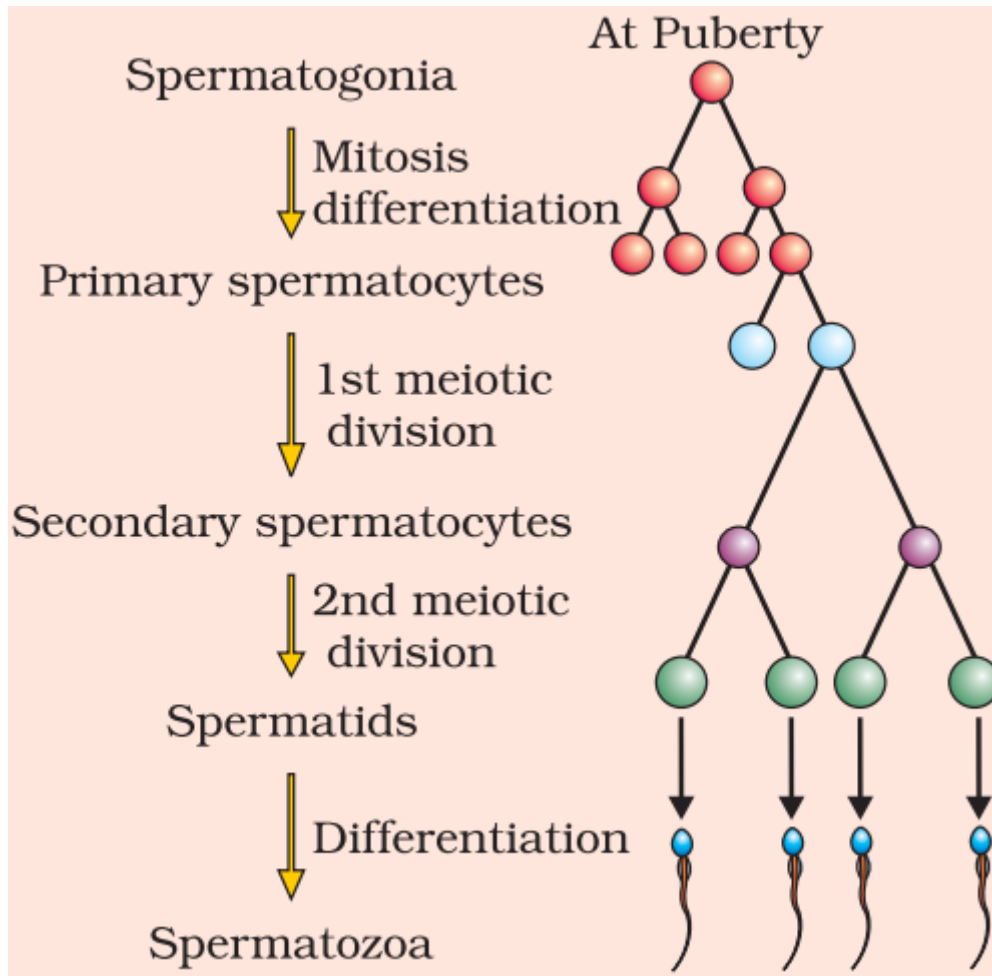 At Puberty
Spermatogonia
Mitosis
differentiation
Primary spermatocytes
1st meiotic
division
Secondary spermatocytes
2nd meiotic
division
Spermatids
Differentiation
Spermatozoa